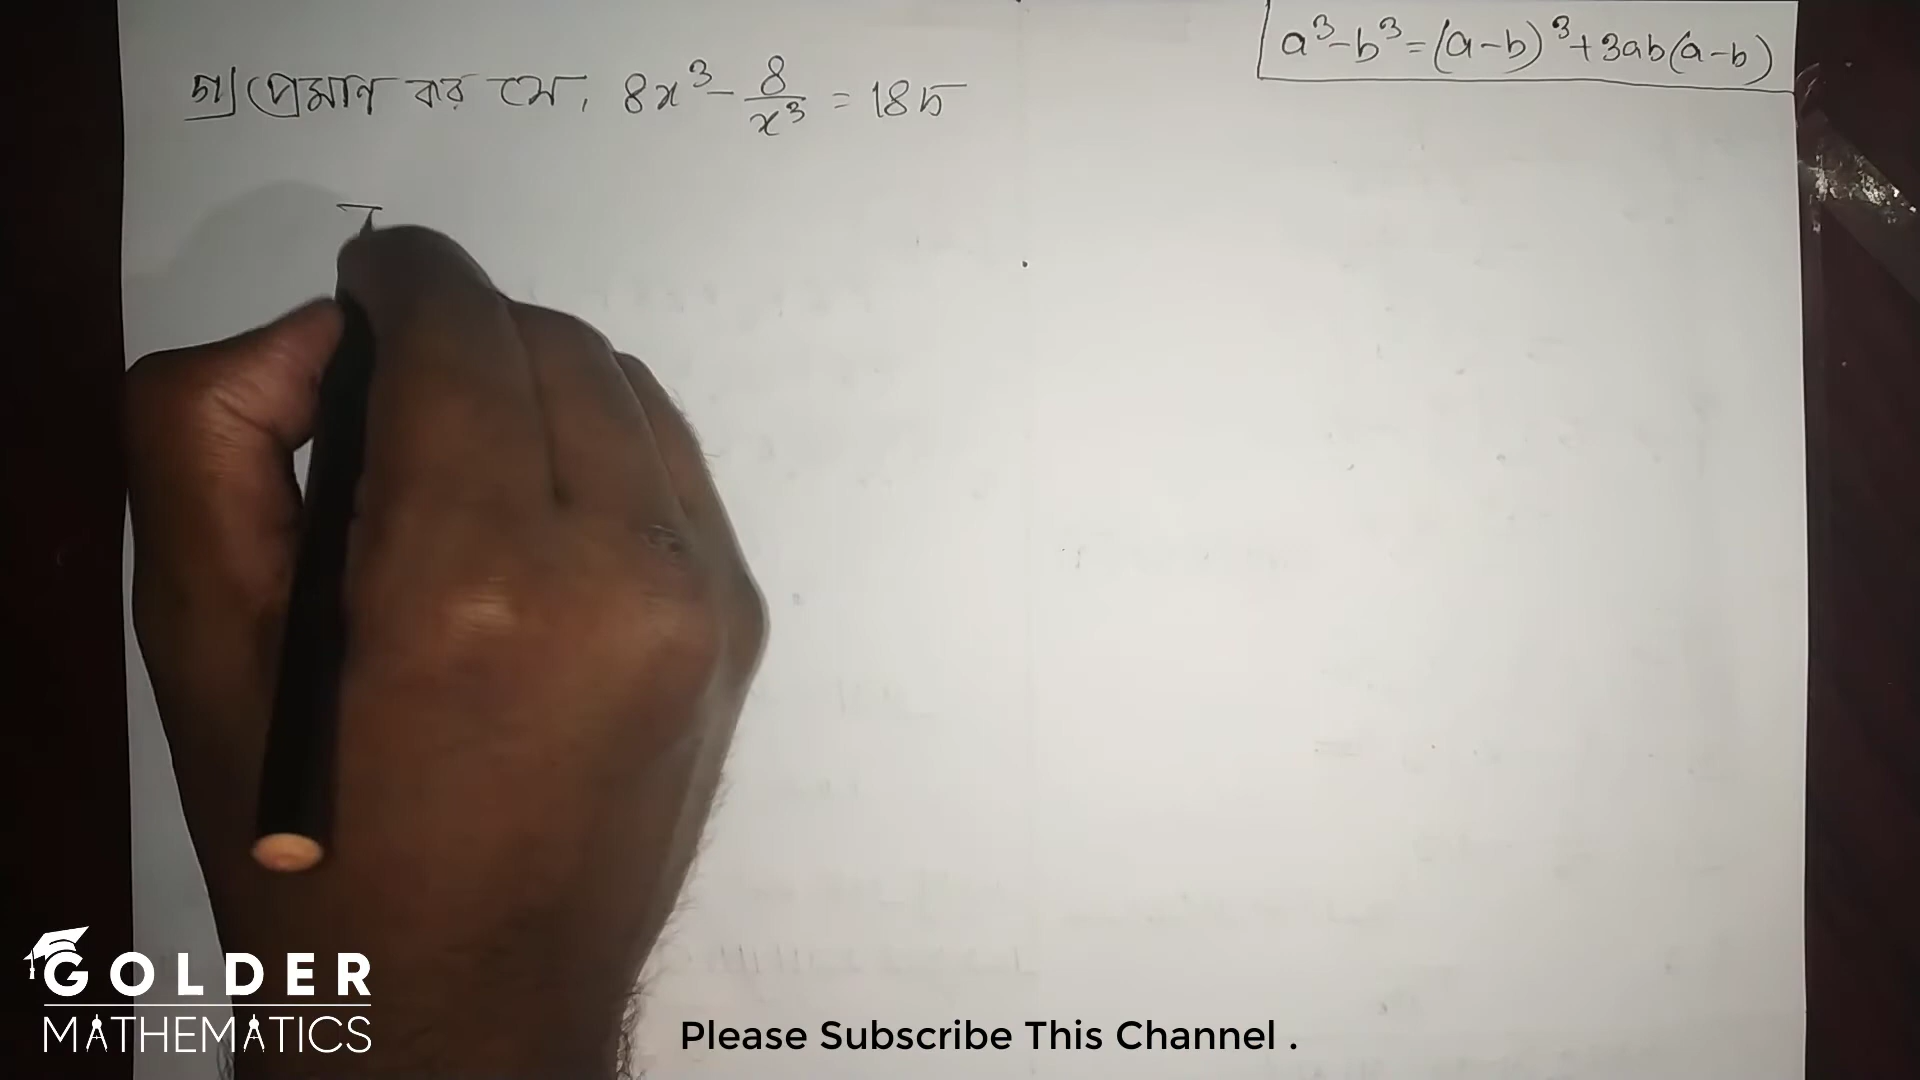 গ) প্রমাণ কর যে, 8x³ - 8/x³ = 185
a³-b³=(a-b)³+3ab(a-b)
GOLDER
MATHEMATICS
Please Subscribe This Channel .